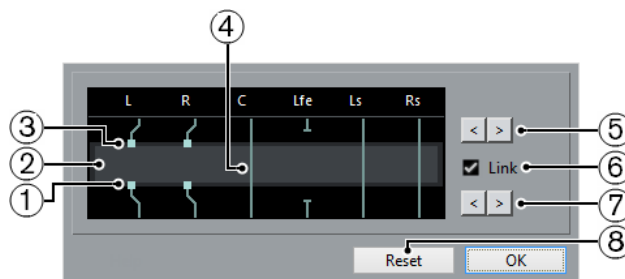 ④
L R C Lfe Ls Rs
③ < > ⑤
② Link ⑥
① < > ⑦
⑧
Reset OK